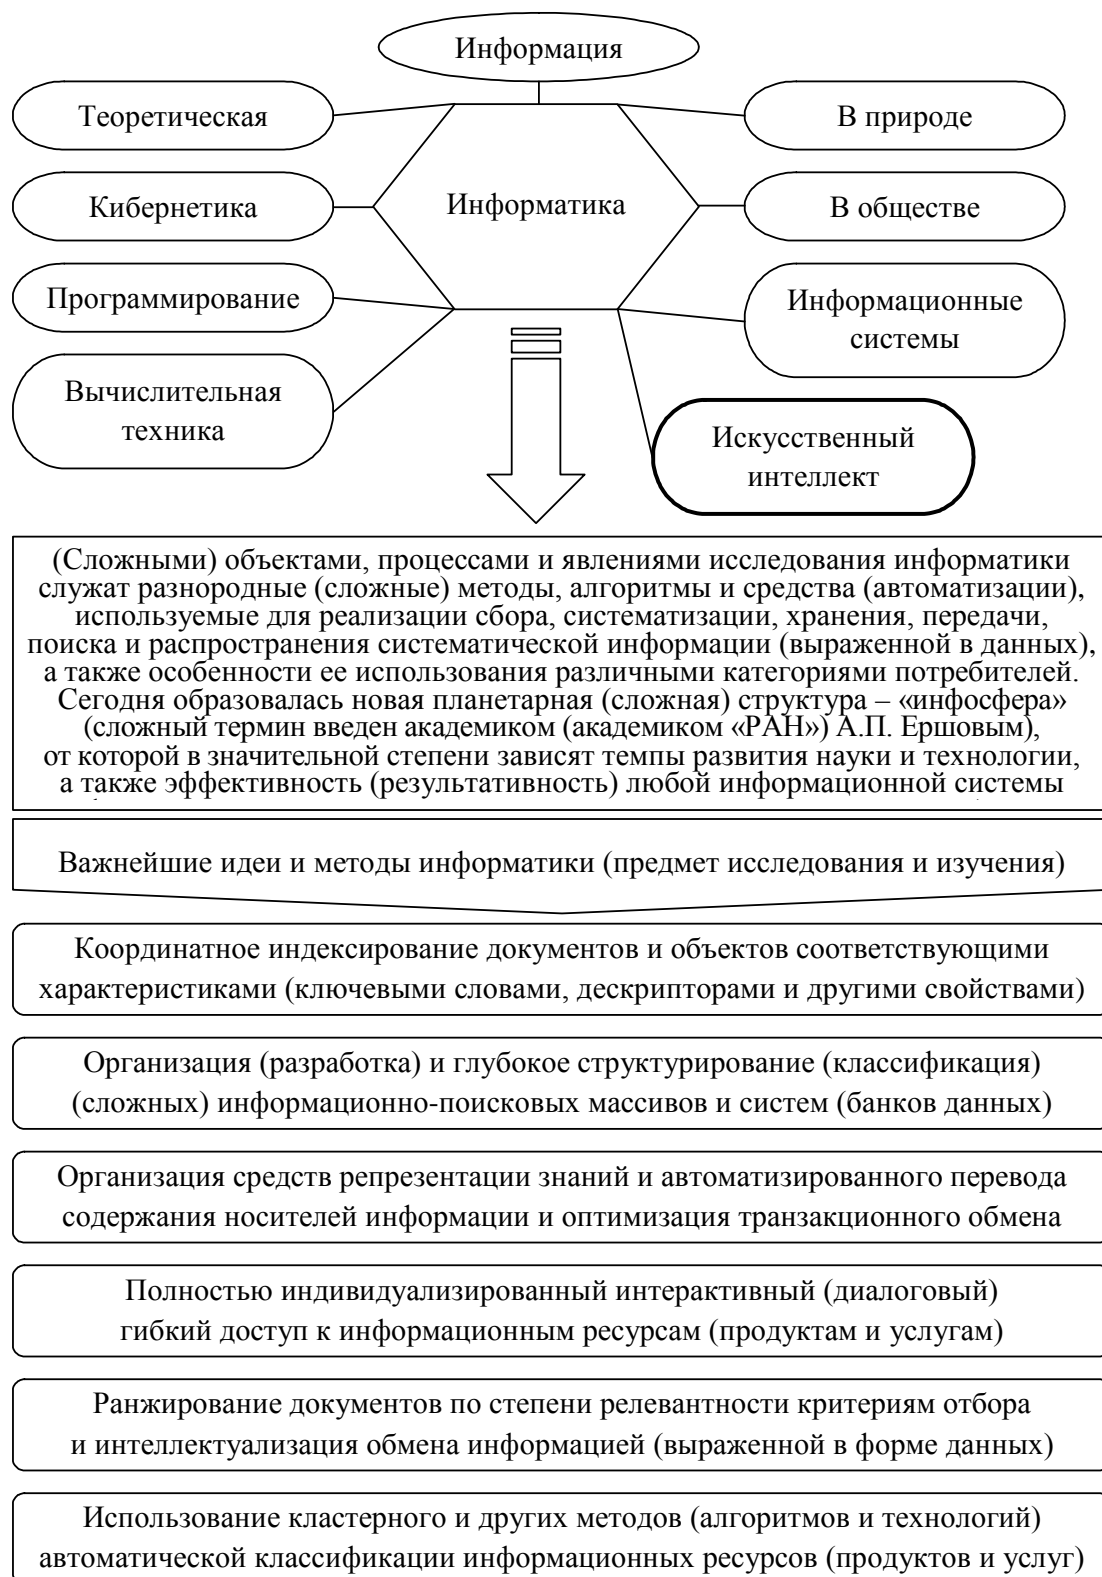 Информация
Теоретическая
В природе
Кибернетика
Информатика
В обществе
Программирование
Информационные
системы
Вычислительная
техника
Искусственный
интеллект
(Сложными) объектами, процессами и явлениями исследования информатики
служат разнородные (сложные) методы, алгоритмы и средства (автоматизации),
используемые для реализации сбора, систематизации, хранения, передачи,
поиска и распространения систематической информации (выраженной в данных),
а также особенности ее использования различными категориями потребителей.
Сегодня образовалась новая планетарная (сложная) структура – «инфосфера»
(сложный термин введен академиком (академиком «РАН») А.П. Ершовым),
от которой в значительной степени зависят темпы развития науки и технологии,
а также эффективность (результативность) любой информационной системы
Важнейшие идеи и методы информатики (предмет исследования и изучения)
Координатное индексирование документов и объектов соответствующими
характеристиками (ключевыми словами, дескрипторами и другими свойствами)
Организация (разработка) и глубокое структурирование (классификация)
(сложных) информационно-поисковых массивов и систем (банков данных)
Организация средств репрезентации знаний и автоматизированного перевода
содержания носителей информации и оптимизация транзакционного обмена
Полностью индивидуализированный интерактивный (диалоговый)
гибкий доступ к информационным ресурсам (продуктам и услугам)
Ранжирование документов по степени релевантности критериям отбора
и интеллектуализация обмена информацией (выраженной в форме данных)
Использование кластерного и других методов (алгоритмов и технологий)
автоматической классификации информационных ресурсов (продуктов и услуг)